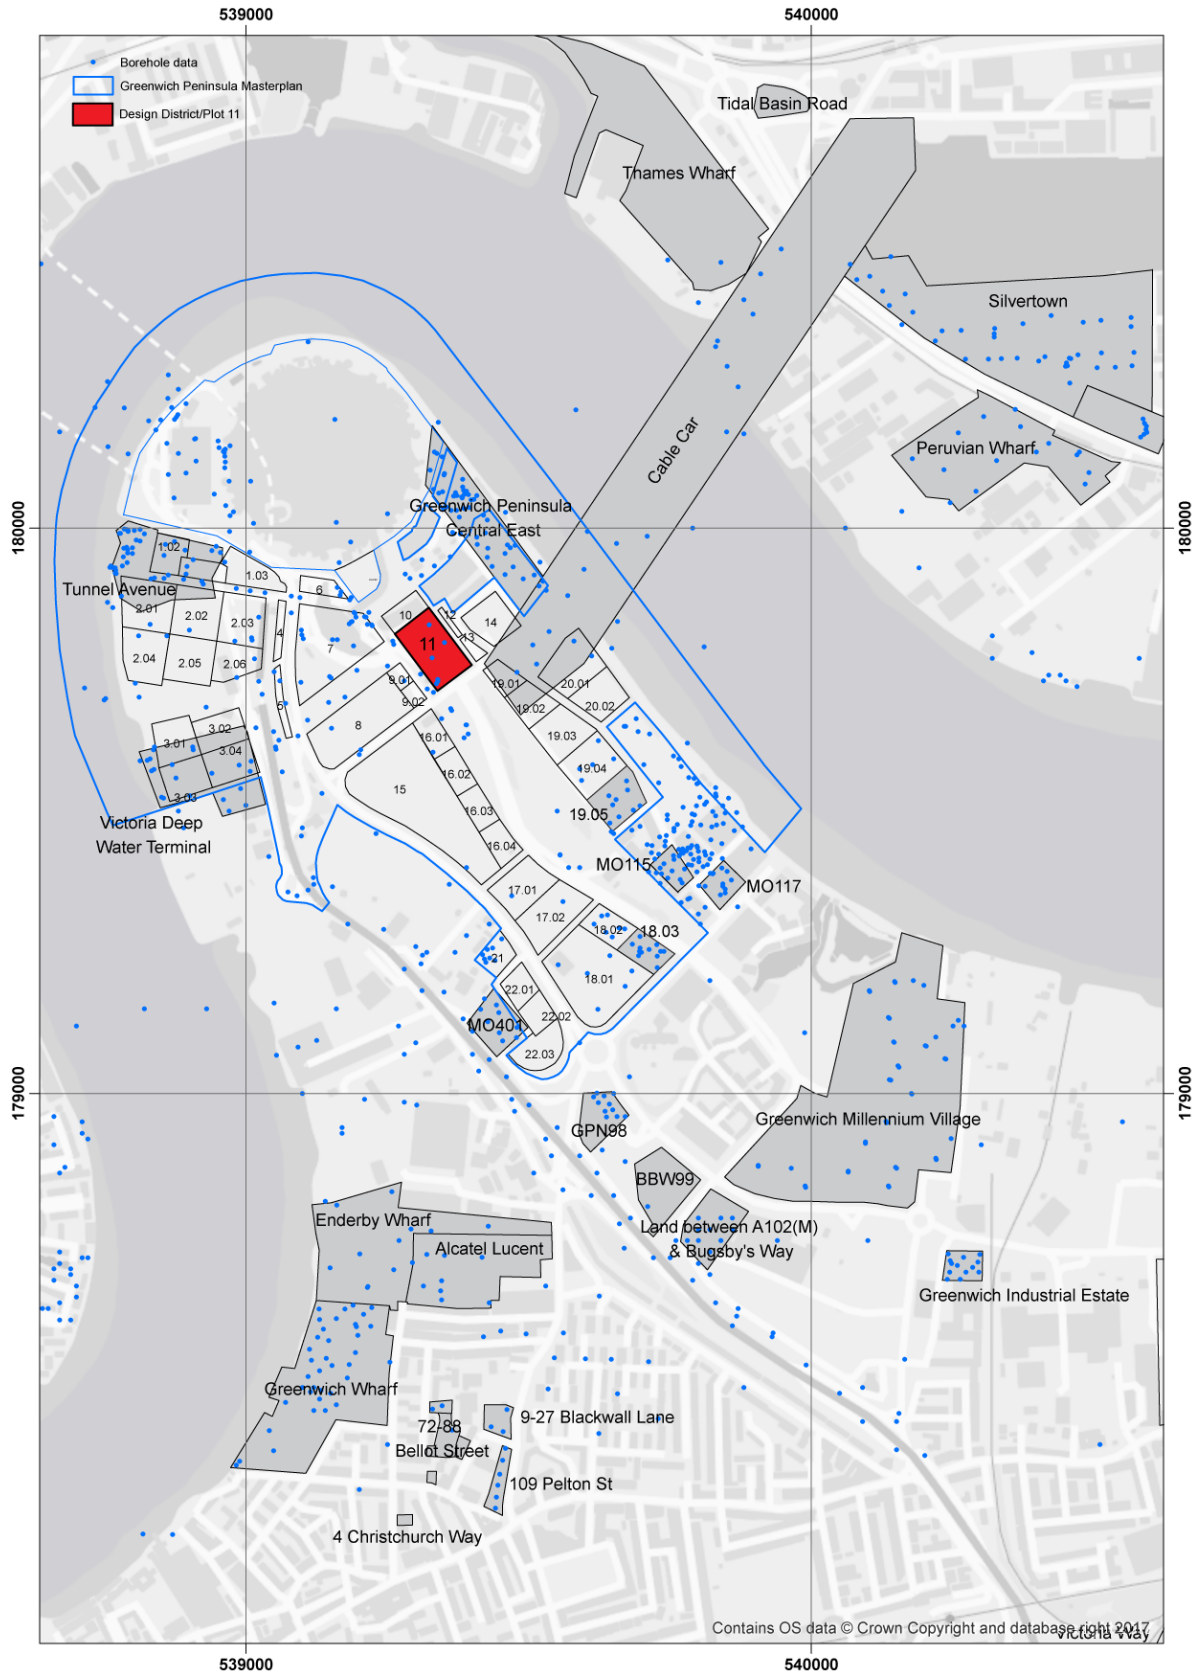 539000
540000
Borehole data
Greenwich Peninsula Masterplan
Design District/Plot 11
Tidal Basin Road
Thames Wharf
Silvertown
Cable Car
Peruvian Wharf
Greenwich Peninsula
Central East
180000
180000
1.02
1.03
Tunnel Avenue
6
2.01
2.02
2.03
4
7
10
12
14
11
13
2.04
2.05
2.06
5
9.01
9.02
8
19.01
19.02
20.01
20.02
3.01
3.02
3.04
3.03
16.01
19.03
16.02
19.04
15
16.03
19.05
Victoria Deep
Water Terminal
16.04
MO115
MO117
17.01
17.02
18.02
18.03
21
18.01
22.01
22.02
MO401
22.03
179000
179000
GPN98
Greenwich Millennium Village
BBW99
Enderby Wharf
Alcatel Lucent
Land between A102(M)
& Bugsby's Way
Greenwich Industrial Estate
Greenwich Wharf
72-88
Bellot Street
9-27 Blackwall Lane
109 Pelton St
4 Christchurch Way
Contains OS data © Crown Copyright and database right 2017
Victoria Way
539000
540000